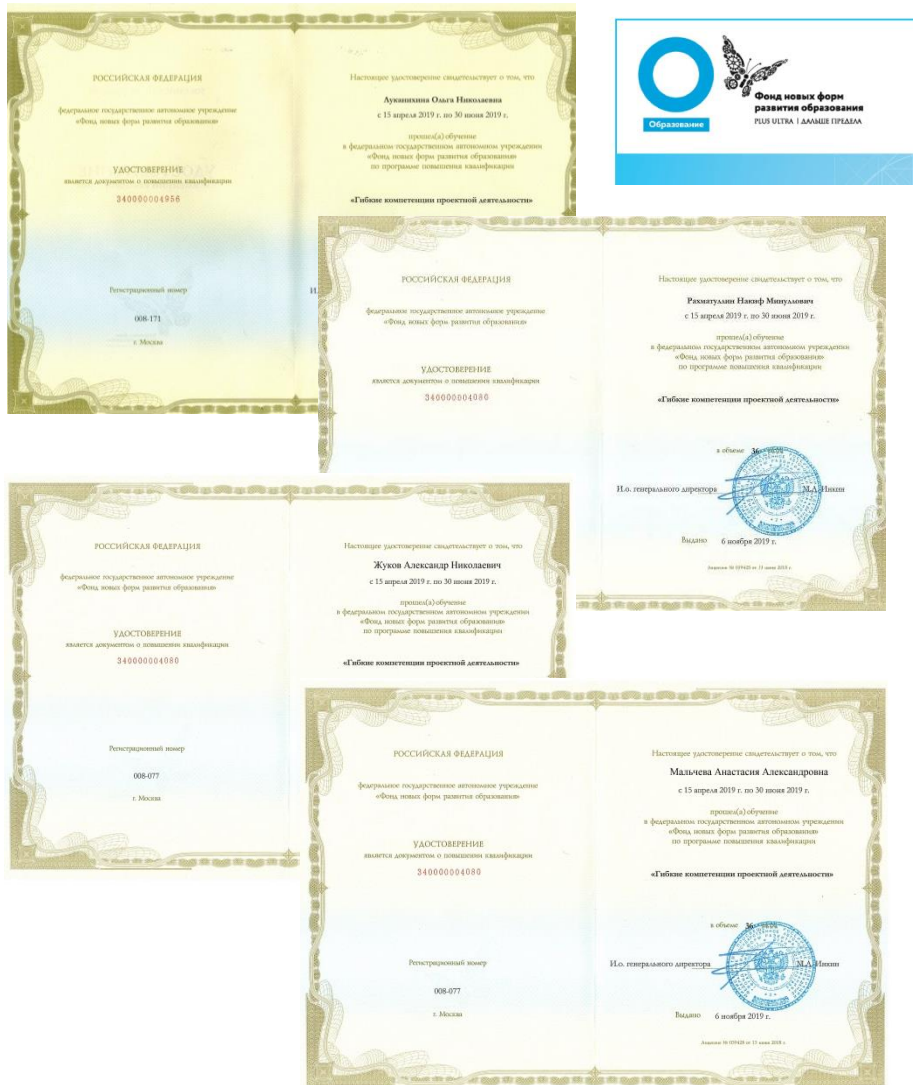 РОССИЙСКАЯ ФЕДЕРАЦИЯ
федеральное государственное автономное учреждение
«Фонд новых форм развития образования»
УДОСТОВЕРЕНИЕ
является документом о повышении квалификации
340000004956
Регистрационный номер
008-171
г. Москва
Настоящее удостоверение свидетельствует о том, что
Лукиншина Ольга Николаевна
с 15 апреля 2019 г. по 30 июня 2019 г.
прошел(а) обучение
в федеральном государственном автономном учреждении
«Фонд новых форм развития образования»
по программе повышения квалификации
«Гибкие компетенции проектной деятельности»
Образование
Фонд новых форм
развития образования
PLUS ULTRA | ДАЛЬШЕ ПРЕДЕЛА
РОССИЙСКАЯ ФЕДЕРАЦИЯ
федеральное государственное автономное учреждение
«Фонд новых форм развития образования»
УДОСТОВЕРЕНИЕ
является документом о повышении квалификации
340000004080
Настоящее удостоверение свидетельствует о том, что
Рахматуллин Накиф Минуллович
с 15 апреля 2019 г. по 30 июня 2019 г.
прошел(а) обучение
в федеральном государственном автономном учреждении
«Фонд новых форм развития образования»
по программе повышения квалификации
«Гибкие компетенции проектной деятельности»
в объеме 36
И.о. генерального директора М.А. Инкин
Выдано 6 ноября 2019 г.
РОССИЙСКАЯ ФЕДЕРАЦИЯ
федеральное государственное автономное учреждение
«Фонд новых форм развития образования»
УДОСТОВЕРЕНИЕ
является документом о повышении квалификации
340000004080
Регистрационный номер
008-077
г. Москва
Настоящее удостоверение свидетельствует о том, что
Жуков Александр Николаевич
с 15 апреля 2019 г. по 30 июня 2019 г.
прошел(а) обучение
в федеральном государственном автономном учреждении
«Фонд новых форм развития образования»
по программе повышения квалификации
«Гибкие компетенции проектной деятельности»
РОССИЙСКАЯ ФЕДЕРАЦИЯ
федеральное государственное автономное учреждение
«Фонд новых форм развития образования»
УДОСТОВЕРЕНИЕ
является документом о повышении квалификации
340000004080
Регистрационный номер
008-077
г. Москва
Настоящее удостоверение свидетельствует о том, что
Мальчева Анастасия Александровна
с 15 апреля 2019 г. по 30 июня 2019 г.
прошел(а) обучение
в федеральном государственном автономном учреждении
«Фонд новых форм развития образования»
по программе повышения квалификации
«Гибкие компетенции проектной деятельности»
в объеме 36
И.о. генерального директора М.А. Инкин
Выдано 6 ноября 2019 г.